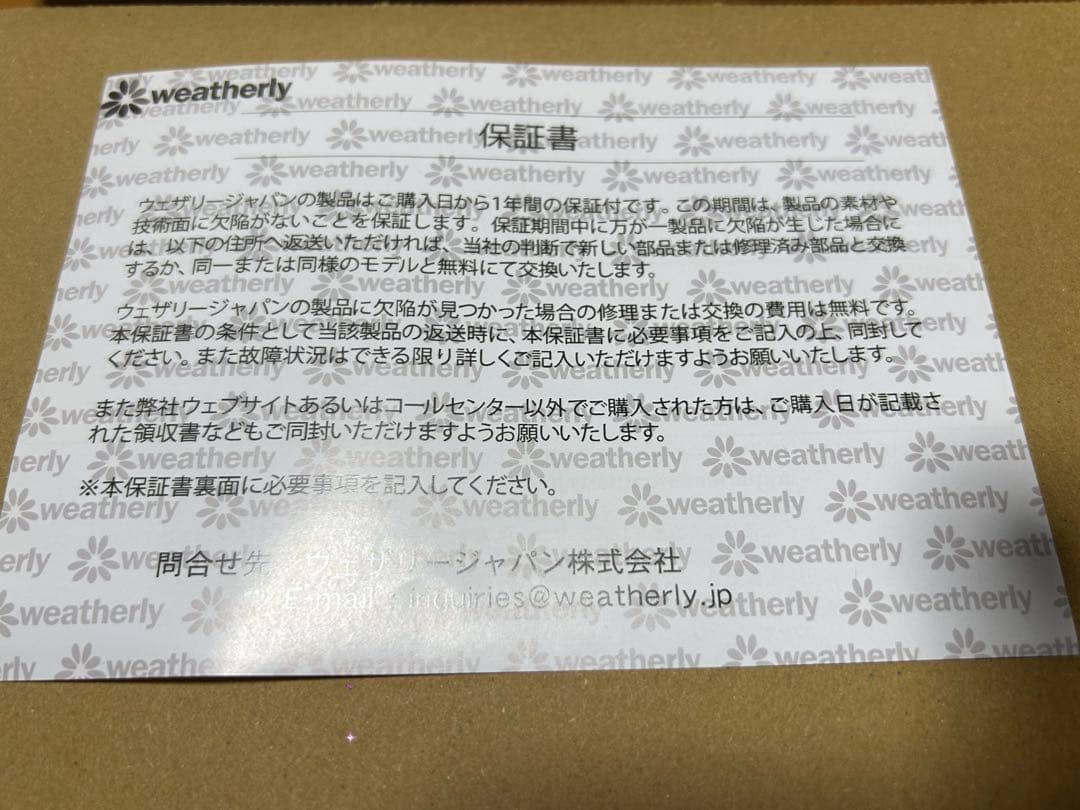 weatherly
保証書
ウェザリージャパンの製品はご購入日から1年間の保証付です。この期間は、製品の素材や
技術面に欠陥がないことを保証します。保証期間中に万が一製品に欠陥が生じた場合に
は、以下の住所へ返送いただければ、当社の判断で新しい部品または修理済み部品と交換
するか、同一または同様のモデルと無料にて交換いたします。
ウェザリージャパンの製品に欠陥が見つかった場合の修理または交換の費用は無料です。
本保証書の条件として当該製品の返送時に、本保証書に必要事項をご記入の上、同封して
ください。また故障状況はできる限り詳しくご記入いただけますようお願いいたします。
また弊社ウェブサイトあるいはコールセンター以外でご購入された方は、ご購入日が記載さ
れた領収書などもご同封いただけますようお願いいたします。
※本保証書裏面に必要事項を記入してください。
問合せ先 ウェザリージャパン株式会社
E-mail : inquiries@weatherly.jp